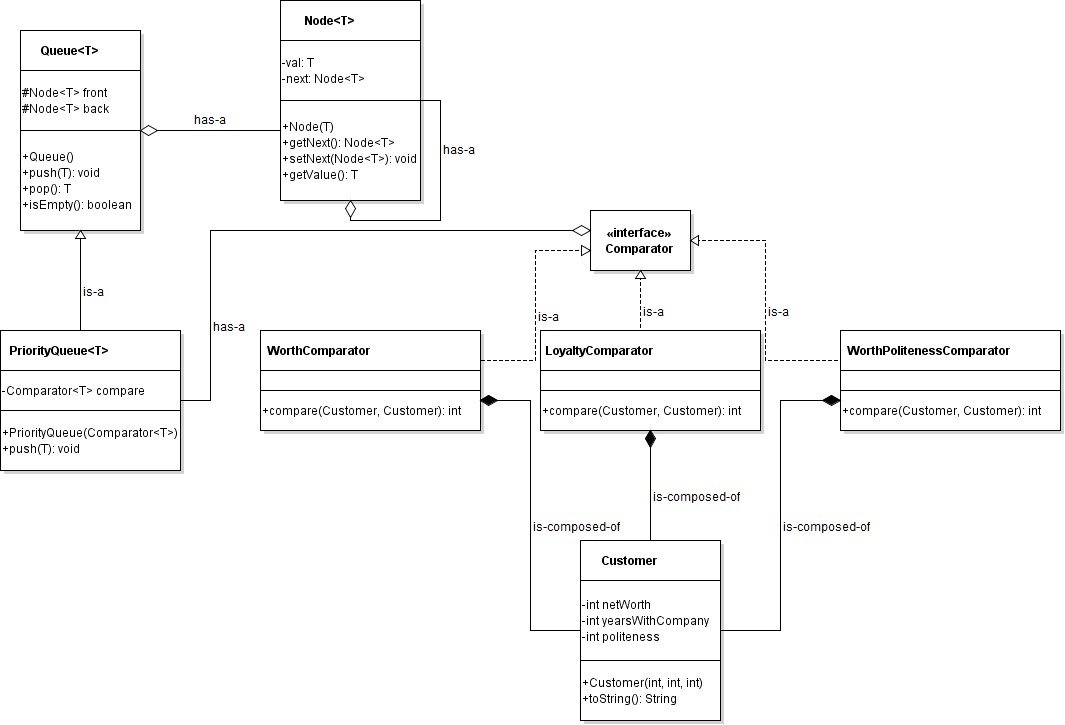 Queue<T>
#Node<T> front
#Node<T> back
+Queue()
+push(T): void
+pop(): T
+isEmpty(): boolean
has-a
Node<T>
-val: T
-next: Node<T>
+Node(T)
+getNext(): Node<T>
+setNext(Node<T>): void
+getValue(): T
has-a
«interface»
Comparator
is-a
has-a
is-a
is-a
is-a
PriorityQueue<T>
-Comparator<T> compare
+PriorityQueue(Comparator<T>)
+push(T): void
WorthComparator
+compare(Customer, Customer): int
LoyaltyComparator
+compare(Customer, Customer): int
WorthPolitenessComparator
+compare(Customer, Customer): int
is-composed-of
is-composed-of
is-composed-of
Customer
-int netWorth
-int yearsWithCompany
-int politeness
+Customer(int, int, int)
+toString(): String